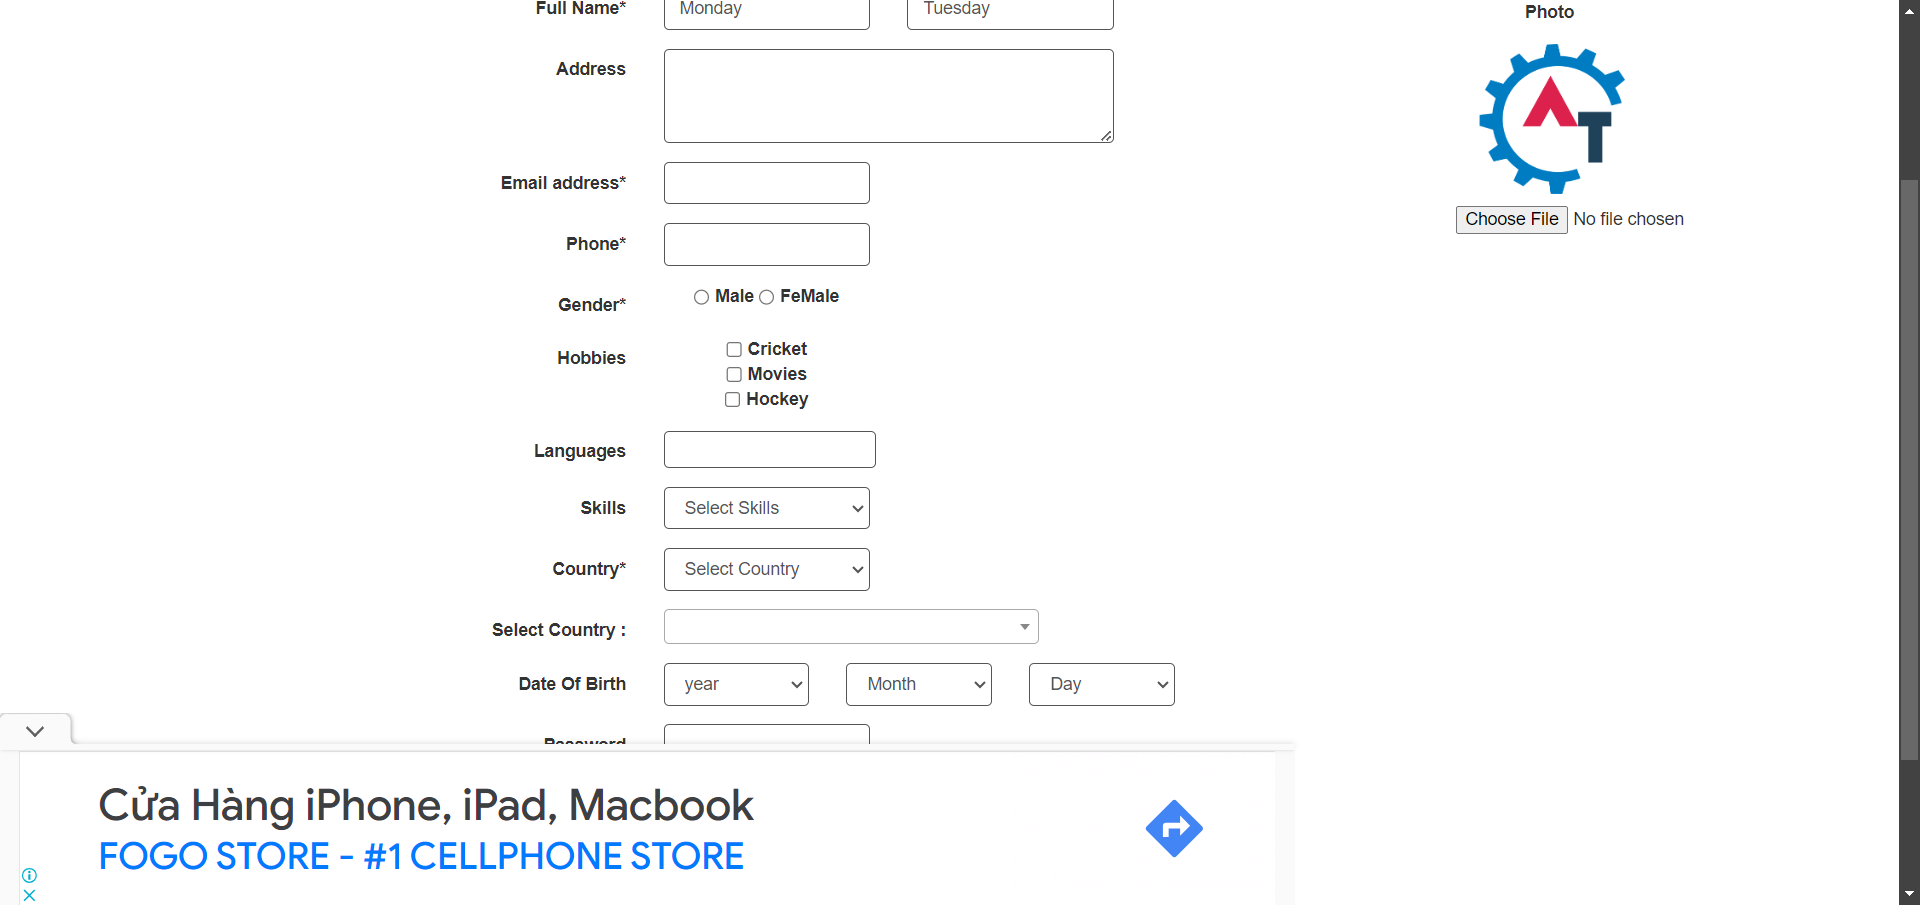 Full Name* Monday Tuesday
Photo
Address
Email address*
Choose File No file chosen
Phone*
Gender* Male FeMale
Hobbies Cricket
Movies
Hockey
Languages
Skills Select Skills
Country* Select Country
Select Country :
Date Of Birth year Month Day
Password
Cửa Hàng iPhone, iPad, Macbook
FOGO STORE - #1 CELLPHONE STORE